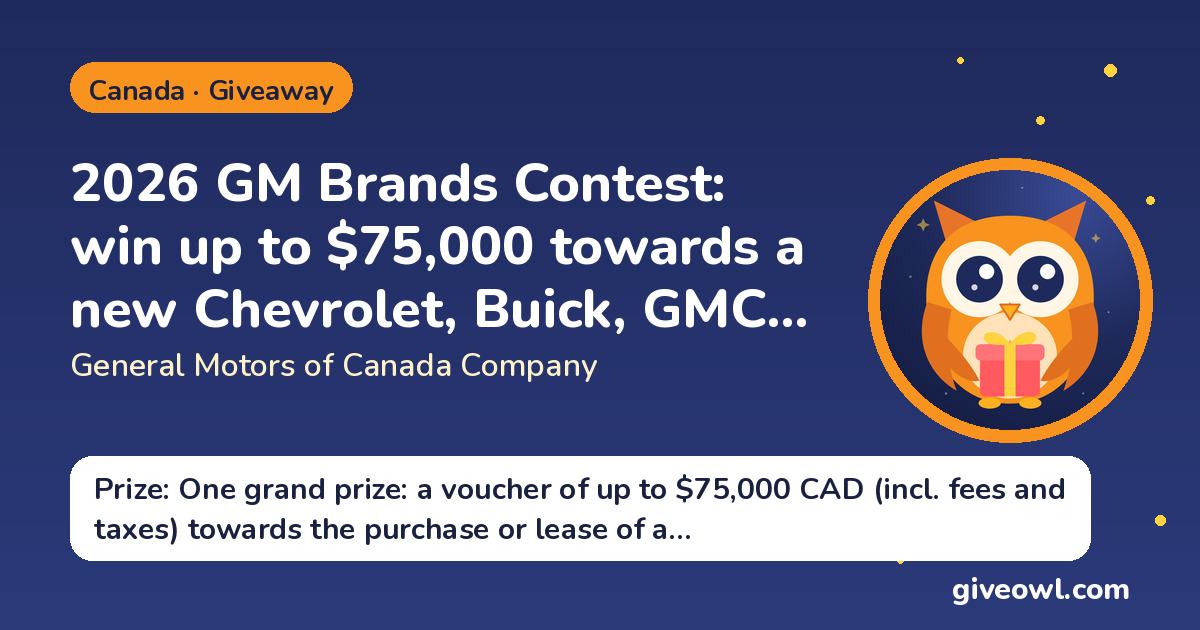 Canada · Giveaway
2026 GM Brands Contest:
win up to $75,000 towards a
new Chevrolet, Buick, GMC...
General Motors of Canada Company
Prize: One grand prize: a voucher of up to $75,000 CAD (incl. fees and
taxes) towards the purchase or lease of a...
giveowl.com